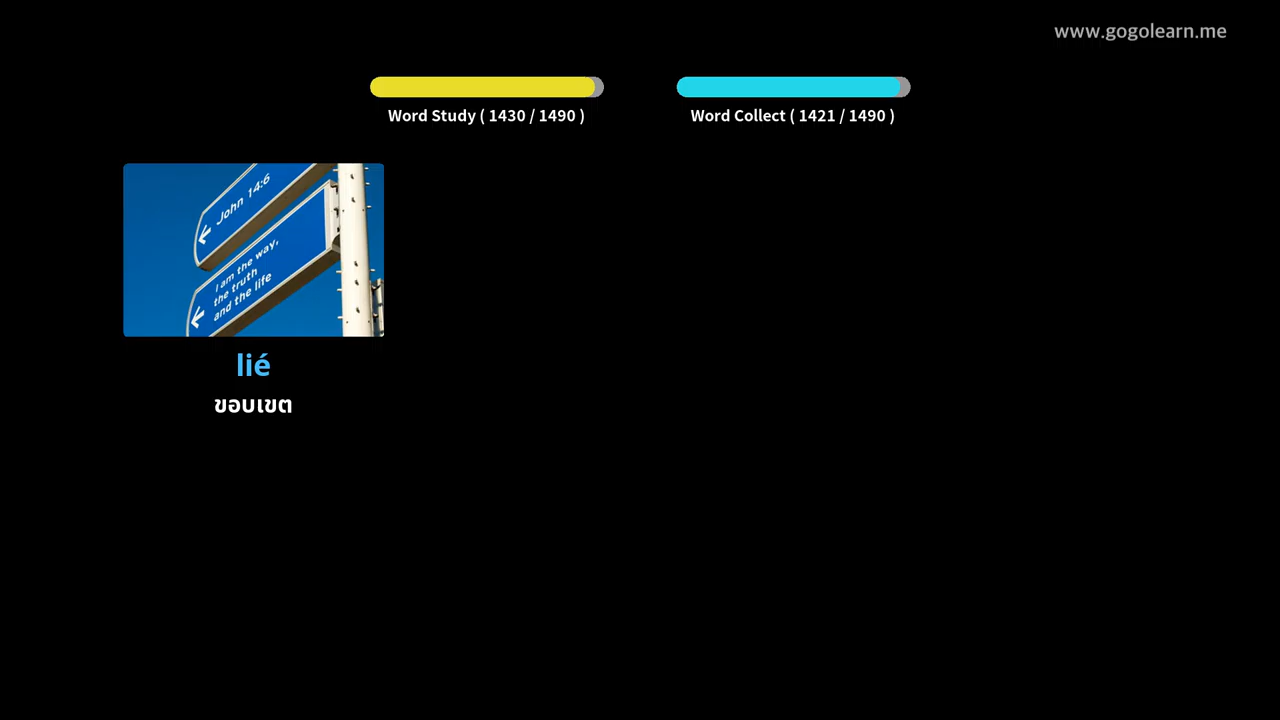 www.gogolearn.me
Word Study ( 1430 / 1490 )
Word Collect ( 1421 / 1490 )
John 14:6
I am the way,
the truth
and the life
lié
ขอบเขต